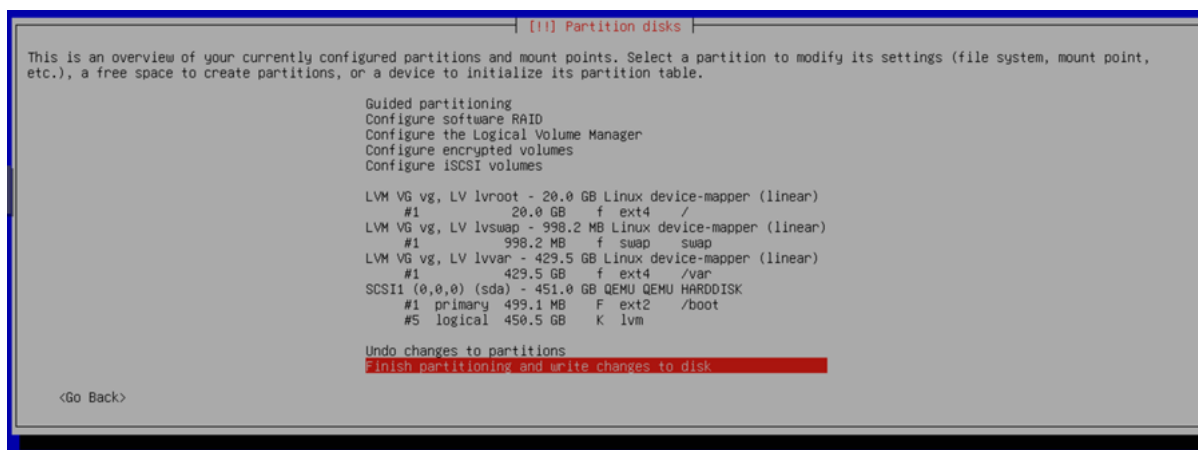 [!!] Partition disks
This is an overview of your currently configured partitions and mount points. Select a partition to modify its settings (file system, mount point,
etc.), a free space to create partitions, or a device to initialize its partition table.
Guided partitioning
Configure software RAID
Configure the Logical Volume Manager
Configure encrypted volumes
Configure iSCSI volumes
LVM VG vg, LV lvroot - 20.0 GB Linux device-mapper (linear)
#1 20.0 GB f ext4 /
LVM VG vg, LV lvswap - 998.2 MB Linux device-mapper (linear)
#1 998.2 MB f swap swap
LVM VG vg, LV lvvar - 429.5 GB Linux device-mapper (linear)
#1 429.5 GB f ext4 /var
SCSI1 (0,0,0) (sda) - 451.0 GB QEMU QEMU HARDDISK
#1 primary 499.1 MB F ext2 /boot
#5 logical 450.5 GB K lvm
Undo changes to partitions
Finish partitioning and write changes to disk
<Go Back>